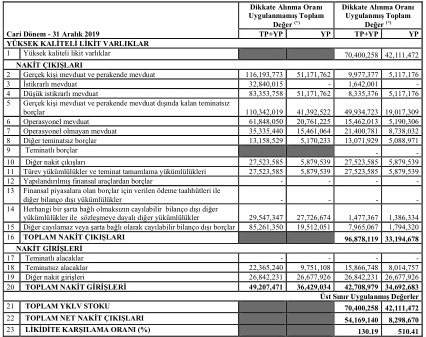 Dikkate Alınma Oranı Uygulanmamış Toplam Değer (*) Dikkate Alınma Oranı Uygulanmış Toplam Değer (*)
Cari Dönem - 31 Aralık 2019 TP+YP YP TP+YP YP
YÜKSEK KALİTELİ LİKİT VARLIKLAR
1 Yüksek kaliteli likit varlıklar 70,400,258 42,111,472
NAKİT ÇIKIŞLARI
2 Gerçek kişi mevduat ve perakende mevduat 116,193,773 51,171,762 9,977,377 5,117,176
3 İstikrarlı mevduat 32,840,015 - 1,642,001 -
4 Düşük istikrarlı mevduat 83,353,758 51,171,762 8,335,376 5,117,176
5 Gerçek kişi mevduat ve perakende mevduat dışında kalan teminatsız
borçlar 110,342,019 41,392,522 49,934,723 19,017,309
6 Operasyonel mevduat 61,848,050 20,761,225 15,462,013 5,190,306
7 Operasyonel olmayan mevduat 35,335,440 15,461,064 21,400,781 8,738,032
8 Diğer teminatsız borçlar 13,158,529 5,170,233 13,071,929 5,088,971
9 Teminatlı borçlar - -
10 Diğer nakit çıkışları 27,523,585 5,879,539 27,523,585 5,879,539
11 Türev yükümlülükler ve teminat tamamlama yükümlülükleri 27,523,585 5,879,539 27,523,585 5,879,539
12 Yapılandırılmış finansal araçlardan borçlar - - - -
13 Finansal piyasalara olan borçlar için verilen ödeme taahhütleri ile
diğer bilanço dışı yükümlülükler - - - -
14 Herhangi bir şarta bağlı olmaksızın cayılabilir bilanço dışı diğer
yükümlülükler ile sözleşmeye dayalı diğer yükümlülükler 29,547,347 27,726,674 1,477,367 1,386,334
15 Diğer cayılamaz veya şarta bağlı olarak cayılabilir bilanço dışı borçlar 85,261,350 19,512,051 7,965,067 1,794,320
16 TOPLAM NAKİT ÇIKIŞLARI 96,878,119 33,194,678
NAKİT GİRİŞLERİ
17 Teminatlı alacaklar - - - -
18 Teminatsız alacaklar 22,365,240 9,751,108 15,866,748 8,014,757
19 Diğer nakit girişleri 26,842,231 26,677,926 26,842,231 26,677,926
20 TOPLAM NAKİT GİRİŞLERİ 49,207,471 36,429,034 42,708,979 34,692,683
Üst Sınır Uygulanmış Değerler
21 TOPLAM YKLV STOKU 70,400,258 42,111,472
22 TOPLAM NET NAKİT ÇIKIŞLARI 54,169,140 8,298,670
23 LİKİDİTE KARŞILAMA ORANI (%) 130.19 510.41